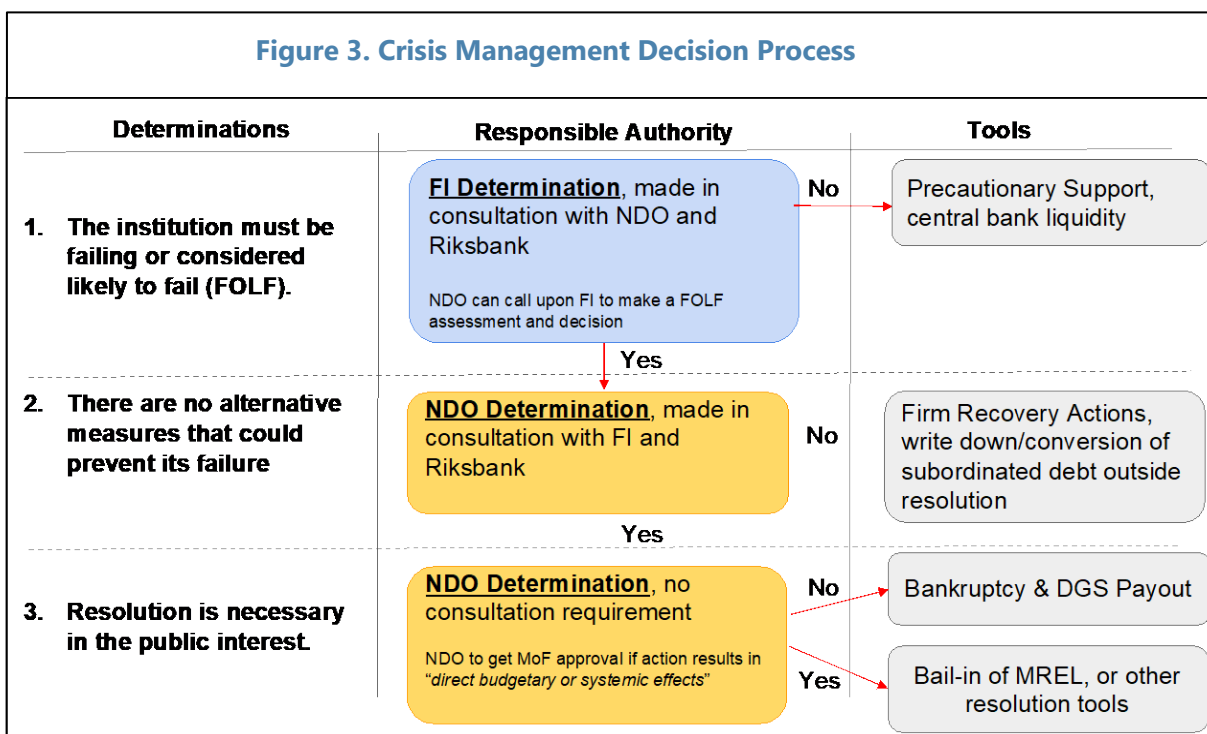 Figure 3. Crisis Management Decision Process
Determinations
Responsible Authority
Tools
1. The institution must be
failing or considered
likely to fail (FOLF).
FI Determination, made in
consultation with NDO and
Riksbank
NDO can call upon FI to make a FOLF
assessment and decision
No
Precautionary Support,
central bank liquidity
Yes
2. There are no alternative
measures that could
prevent its failure
NDO Determination, made in
consultation with FI and
Riksbank
No
Firm Recovery Actions,
write down/conversion of
subordinated debt outside
resolution
Yes
3. Resolution is necessary
in the public interest.
NDO Determination, no
consultation requirement
NDO to get MoF approval if action results in
“direct budgetary or systemic effects”
No
Bankruptcy & DGS Payout
Yes
Bail-in of MREL, or other
resolution tools